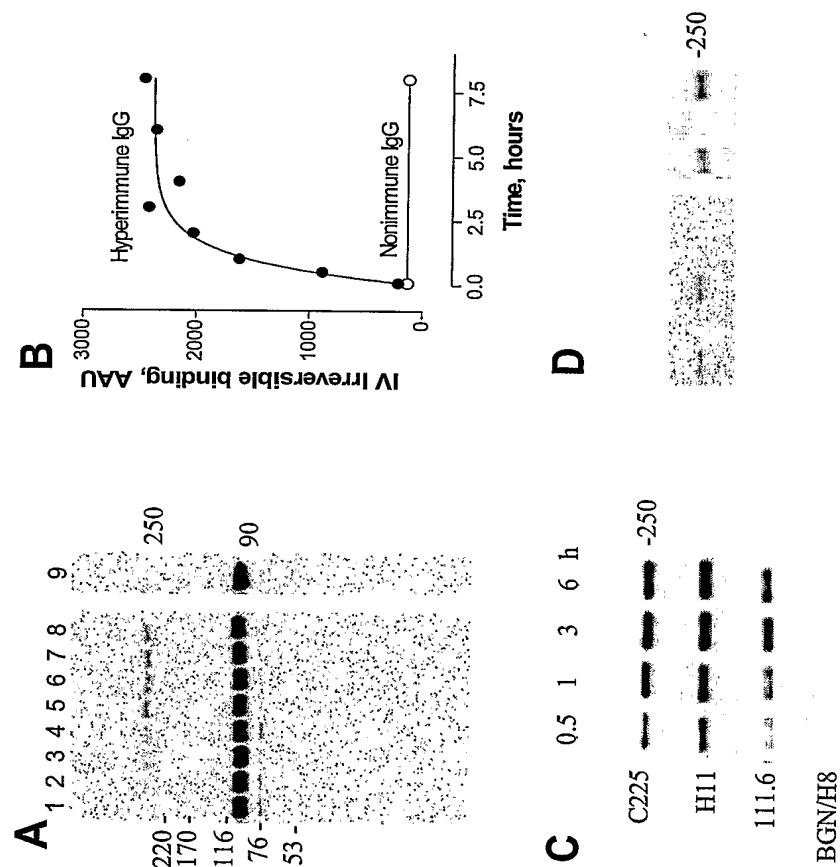 A
1 2 3 4 5 6 7 8 9
220-
170-
116-
76-
53-
250
90
B
IV Irreversible binding, AAU
3000
2000
1000
0
Hyperimmune IgG
Nonimmune IgG
0.0 2.5 5.0 7.5
Time, hours
C
0.5 1 3 6 h
C225
H11
111.6
BGN/H8
-250
D
-250